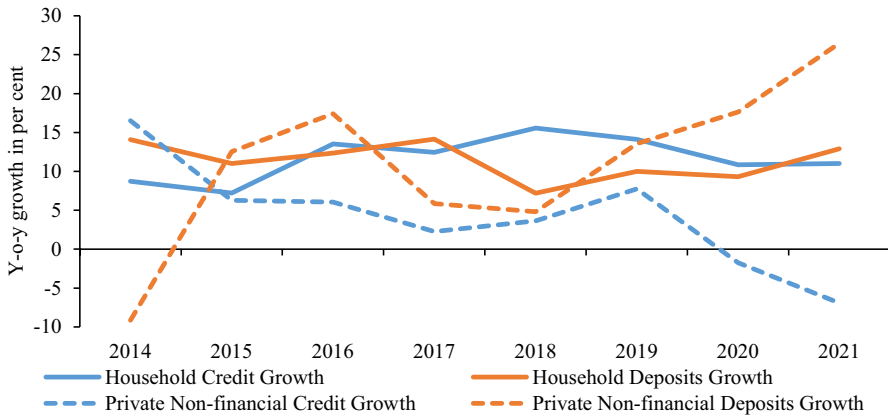 Y-o-y growth in per cent
30
25
20
15
10
5
0
-5
-10
2014 2015 2016 2017 2018 2019 2020 2021
Household Credit Growth Household Deposits Growth
Private Non-financial Credit Growth Private Non-financial Deposits Growth